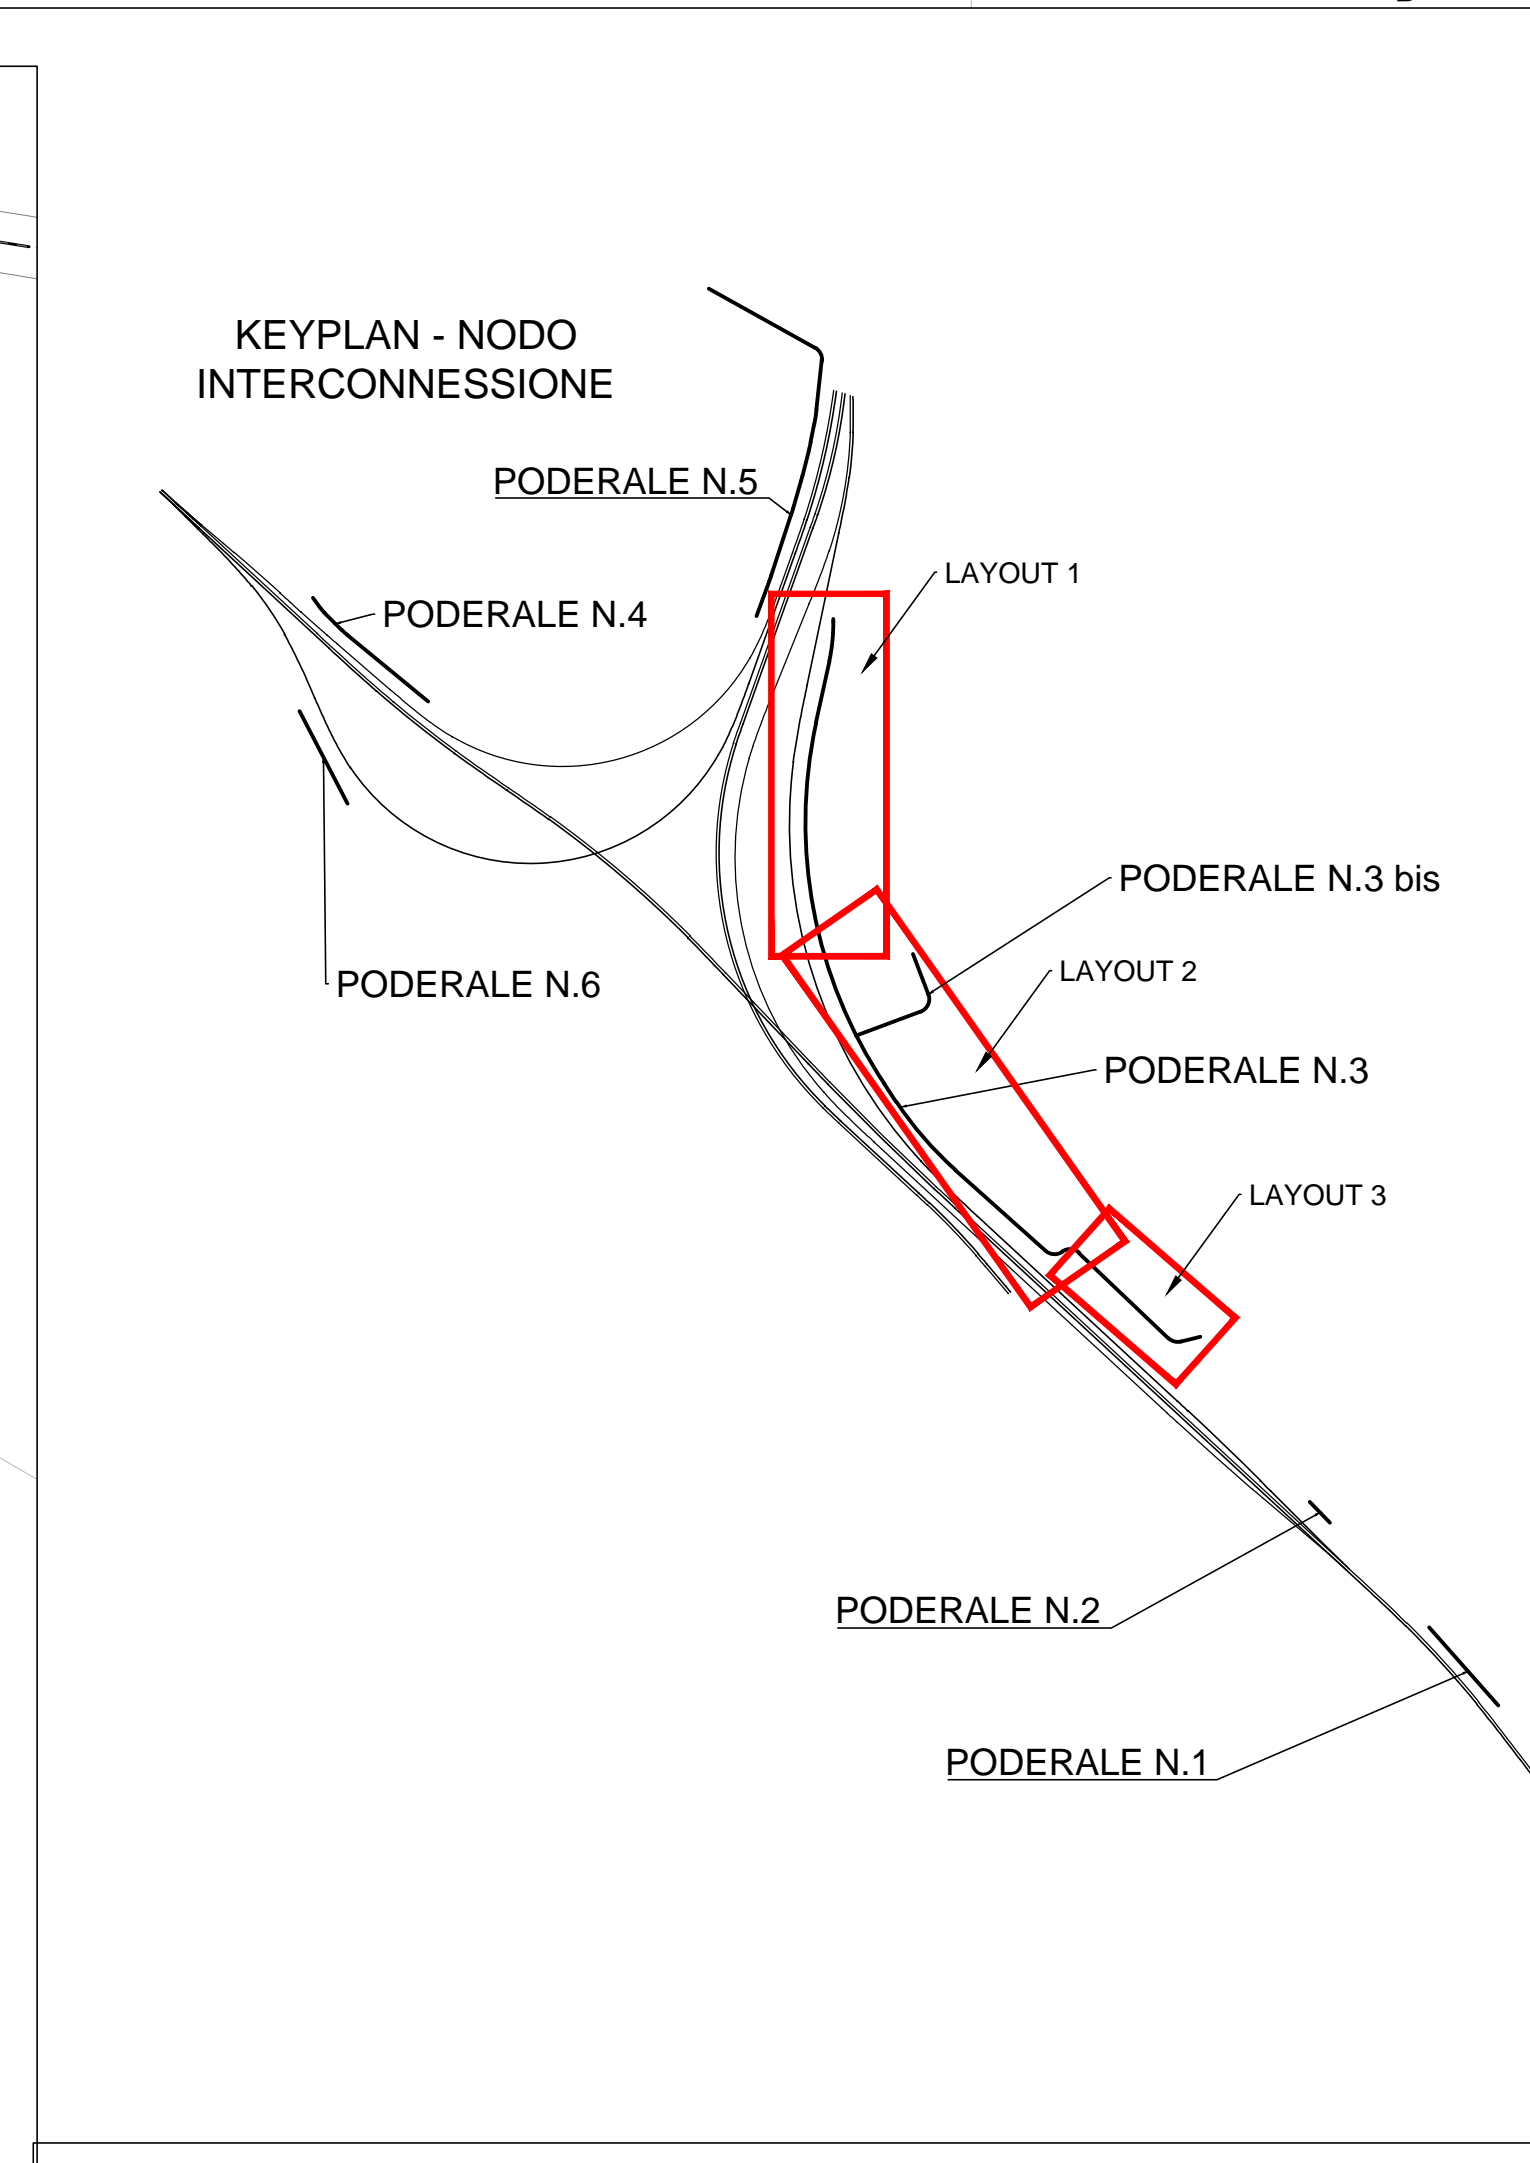 KEYPLAN - NODO
INTERCONNESSIONE
PODERALE N.5
LAYOUT 1
PODERALE N.4
PODERALE N.3 bis
LAYOUT 2
PODERALE N.6
PODERALE N.3
LAYOUT 3
PODERALE N.2
PODERALE N.1